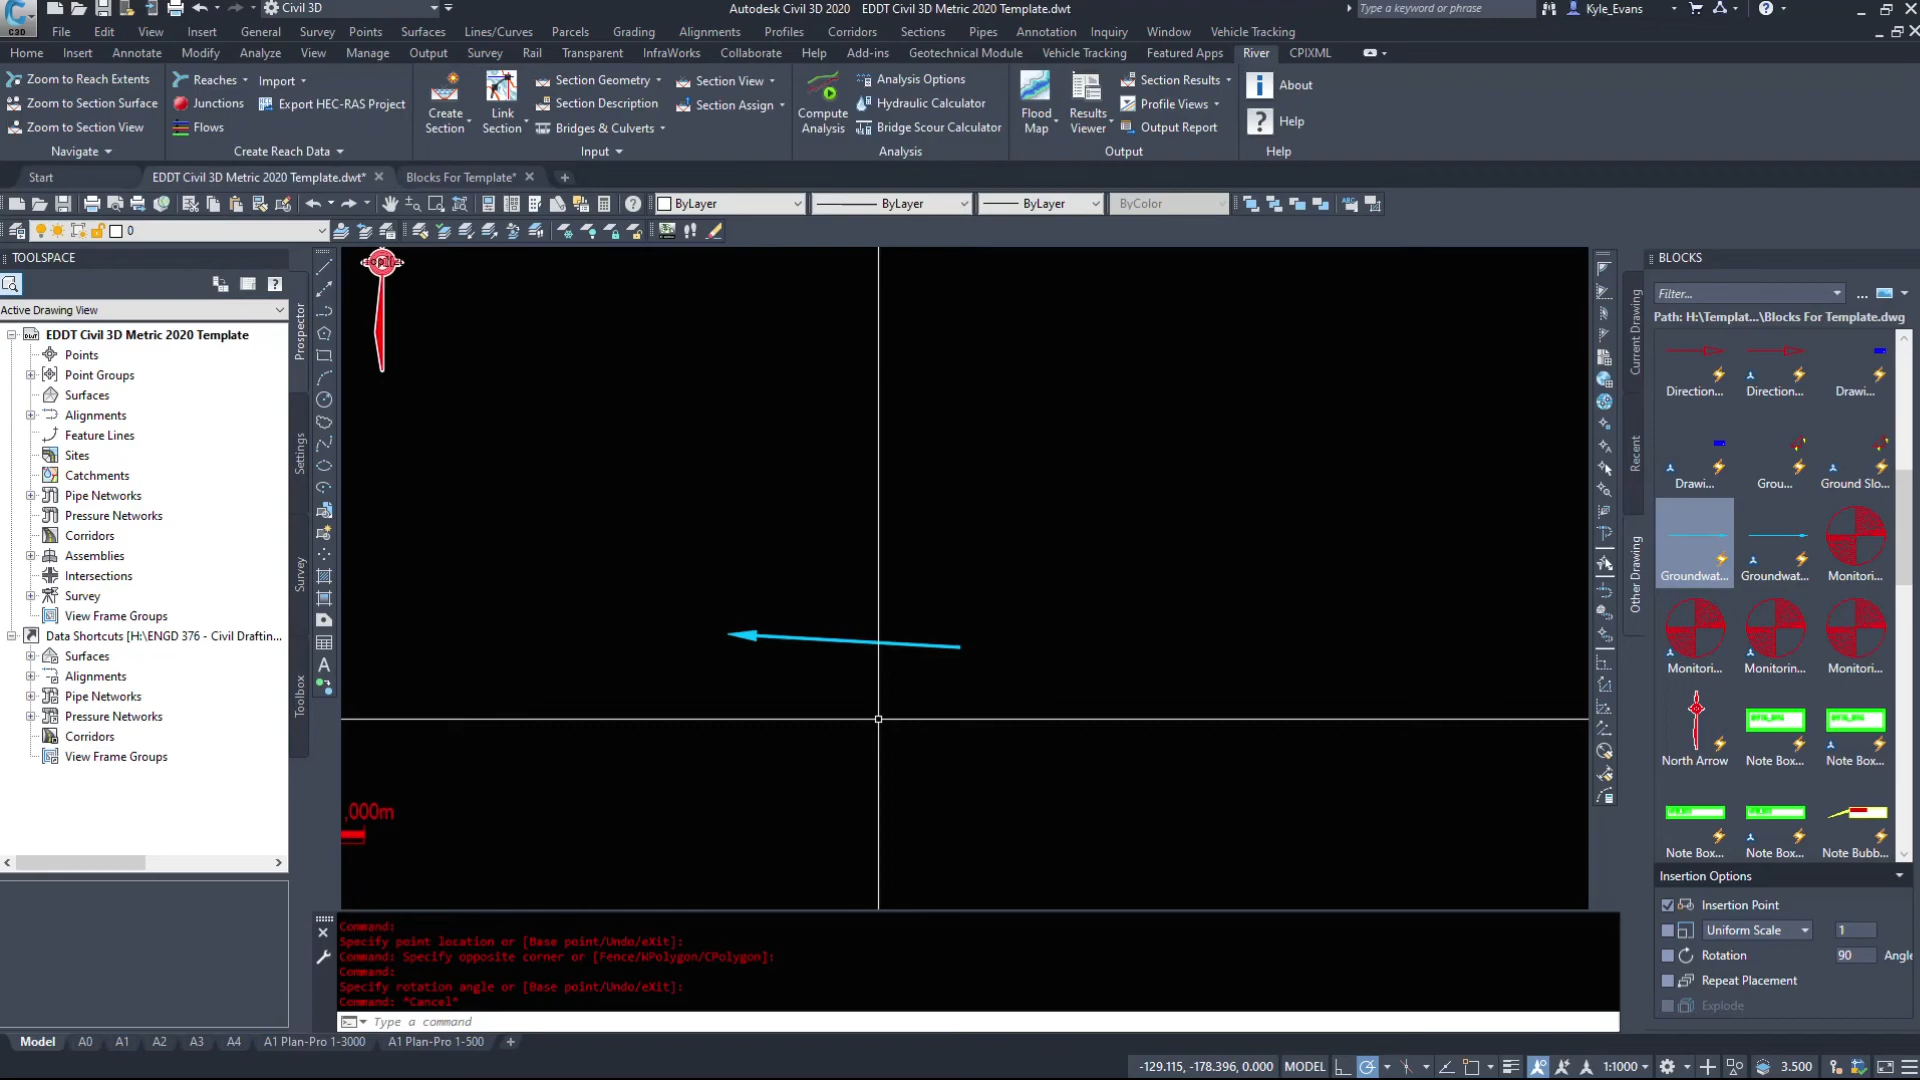 C3D
Civil 3D
Autodesk Civil 3D 2020 EDDT Civil 3D Metric 2020 Template.dwt
Type a keyword or phrase
Kyle_Evans
File Edit View Insert General Survey Points Surfaces Lines/Curves Parcels Grading Alignments Profiles Corridors Sections Pipes Annotation Inquiry Window Vehicle Tracking
Home Insert Annotate Modify Analyze View Manage Output Survey Rail Transparent InfraWorks Collaborate Help Add-ins Geotechnical Module Vehicle Tracking Featured Apps River CPIXML
Zoom to Reach Extents Reaches Import Section Geometry Section View Analysis Options Section Results
Zoom to Section Surface Junctions Export HEC-RAS Project Section Description Section Assign Hydraulic Calculator Profile Views
Zoom to Section View Flows Bridges & Culverts Bridge Scour Calculator Output Report
Create Section
Link Section
Compute Analysis
Flood Map
Results Viewer
About
Help
Navigate Create Reach Data Input Analysis Output Help
Start EDDT Civil 3D Metric 2020 Template.dwt* Blocks For Template*
ByLayer ByLayer ByLayer ByColor
0
TOOLSPACE
Active Drawing View
EDDT Civil 3D Metric 2020 Template
Points
Point Groups
Surfaces
Alignments
Feature Lines
Sites
Catchments
Pipe Networks
Pressure Networks
Corridors
Assemblies
Intersections
Survey
View Frame Groups
Data Shortcuts [H:\ENGD 376 - Civil Draftin...
Surfaces
Alignments
Pipe Networks
Pressure Networks
Corridors
View Frame Groups
Prospector
Settings
Survey
Toolbox
,000m
BLOCKS
Filter...
Path: H:\Templat...\Blocks For Template.dwg
Current Drawing
Recent
Other Drawing
Direction... Direction... Drawi...
Drawi... Grou... Ground Slo...
Groundwat... Groundwat... Monitori...
Monitori... Monitorin... Monitori...
North Arrow Note Box... Note Box...
Note Box... Note Box... Note Bubb...
Insertion Options
Insertion Point
Uniform Scale 1
Rotation 90 Angle
Repeat Placement
Explode
Command:
Specify point location or [Base point/Undo/eXit]:
Command: Specify opposite corner or [Fence/WPolygon/CPolygon]:
Command:
Specify rotation angle or [Base point/Undo/eXit]:
Command: *Cancel*
Type a command
Model A0 A1 A2 A3 A4 A1 Plan-Pro 1-3000 A1 Plan-Pro 1-500
-129.115, -178.396, 0.000 MODEL 1:1000 3.500